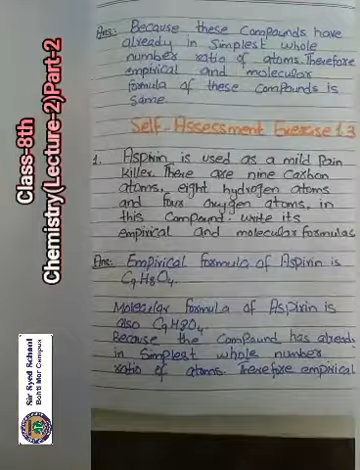 Class-8th
Chemistry(Lecture-2)Part-2
Sir Syed School
Bohti Mor Campus
Ans: Because these Compounds have
already in Simplest whole
number ratio of atoms. Therefore
empirical and molecular
formula of these compounds is
same.
Self-Assessment Exercise 1.3
1. Aspirin is used as a mild Pain
killer. There are nine Carbon
atoms, eight hydrogen atoms
and four oxygen atoms, in
this Compound. write its
empirical and molecular formulas
Ans: Empirical formula of Aspirin is
C9H8O4.
Molecular formula of Aspirin is
also C9H8O4.
Because the Compound has already
in Simplest whole number
ratio of atoms. Therefore empirical